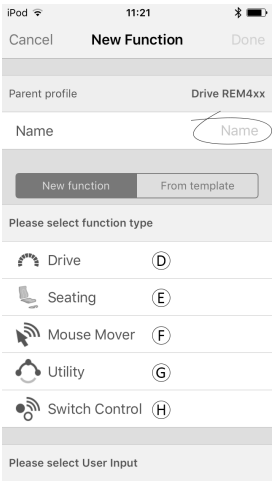 iPod 11:21
Cancel New Function Done
Parent profile Drive REM4xx
Name Name
New function From template
Please select function type
Drive D
Seating E
Mouse Mover F
Utility G
Switch Control H
Please select User Input